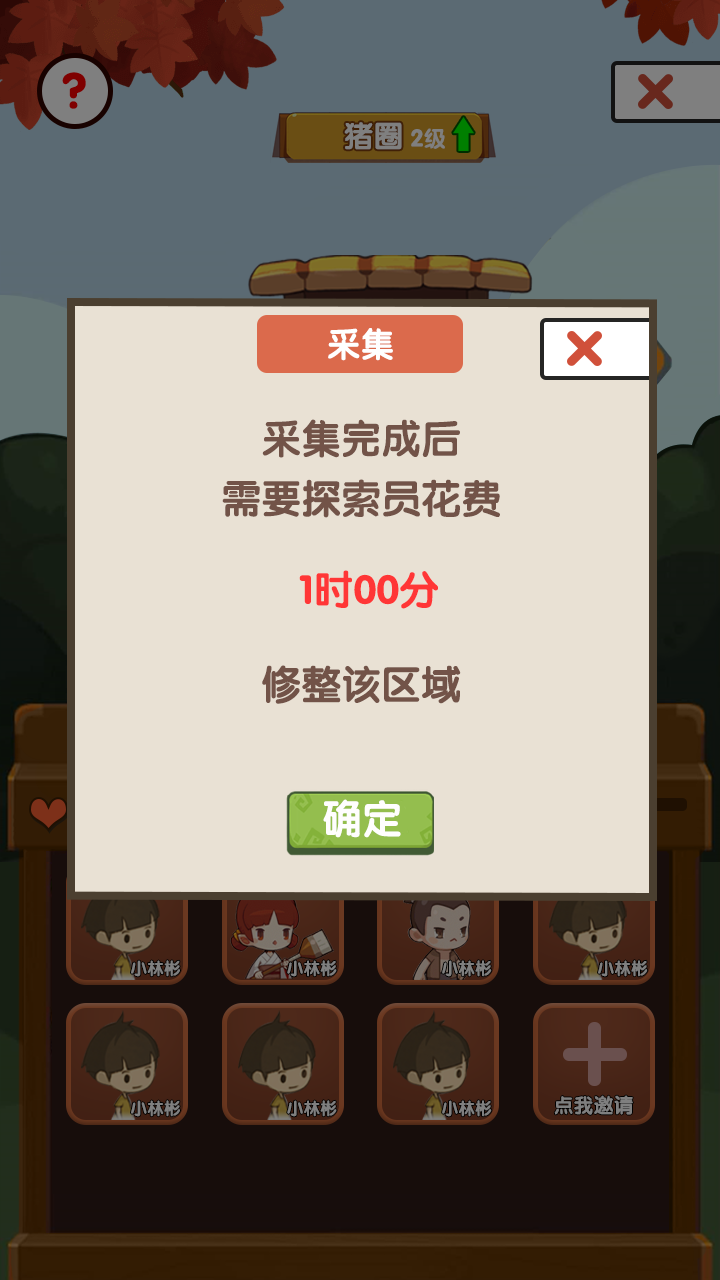 ?
猪圈 2级
采集
采集完成后
需要探索员花费
1时00分
修整该区域
确定
小林彬 小林彬 小林彬 小林彬
小林彬 小林彬 小林彬 点我邀请